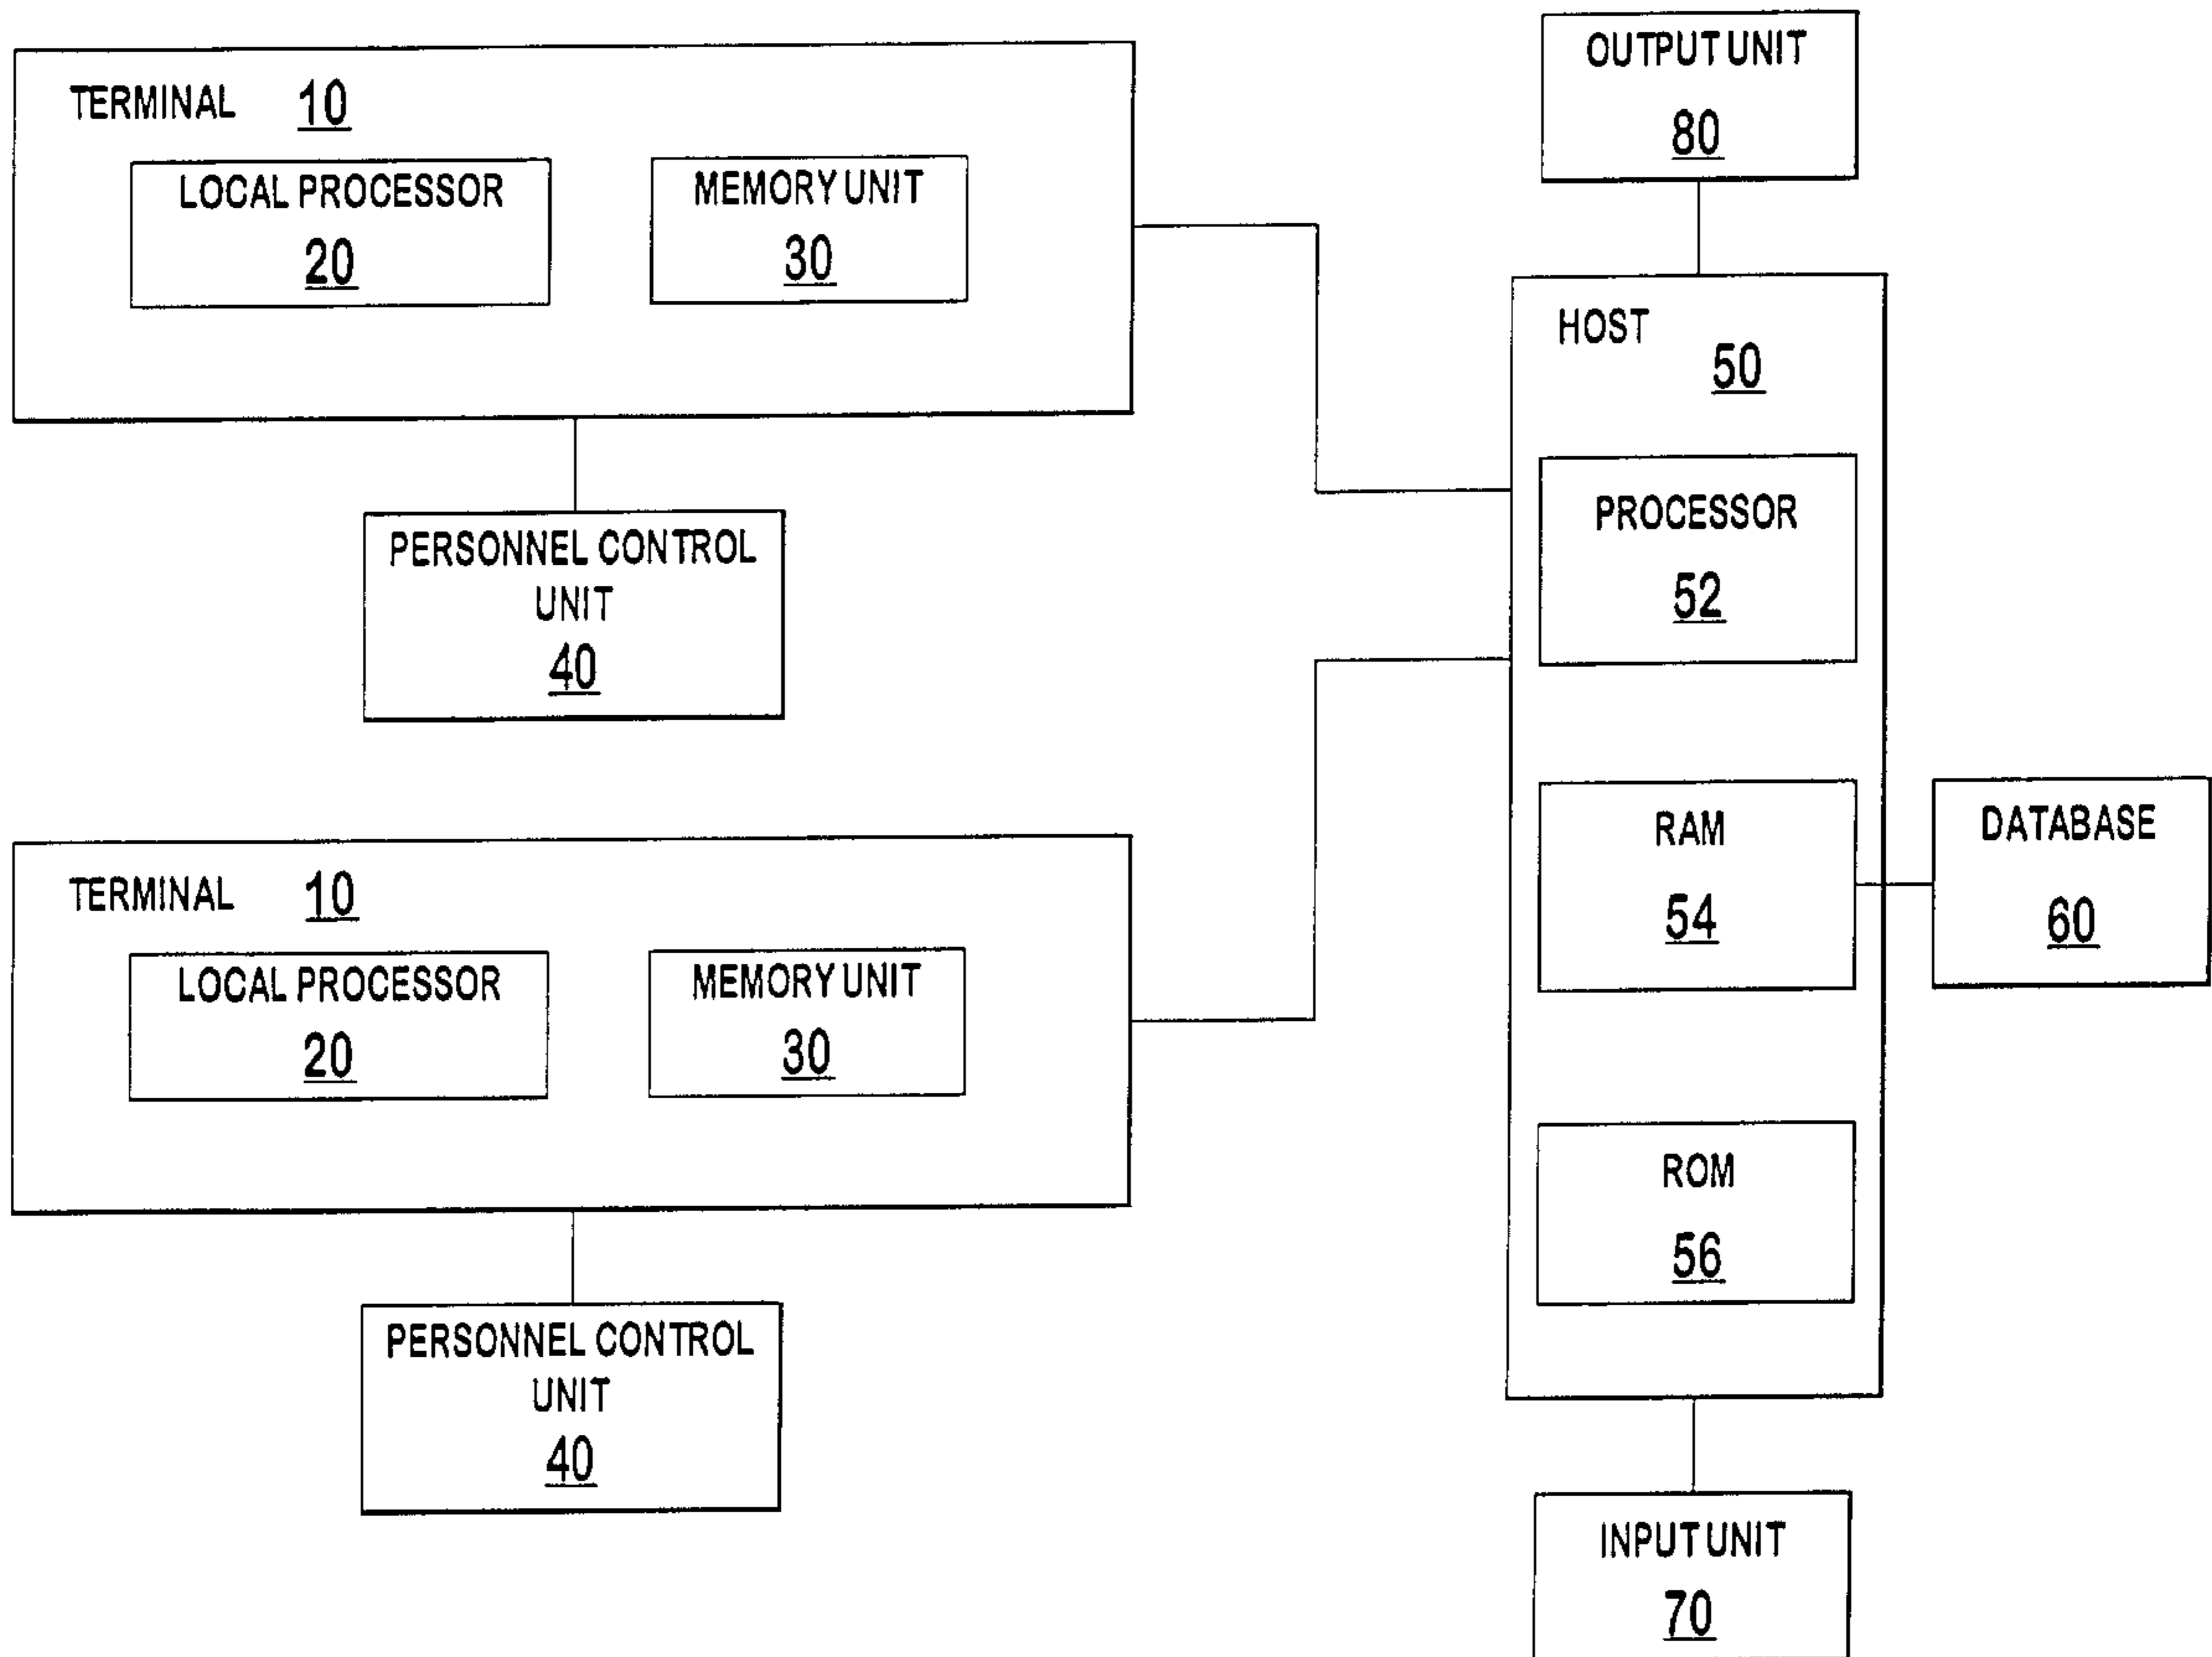 TERMINAL 10
LOCAL PROCESSOR
20
MEMORY UNIT
30
PERSONNEL CONTROL
UNIT
40
TERMINAL 10
LOCAL PROCESSOR
20
MEMORY UNIT
30
PERSONNEL CONTROL
UNIT
40
OUTPUT UNIT
80
HOST
50
PROCESSOR
52
RAM
54
ROM
56
DATABASE
60
INPUT UNIT
70